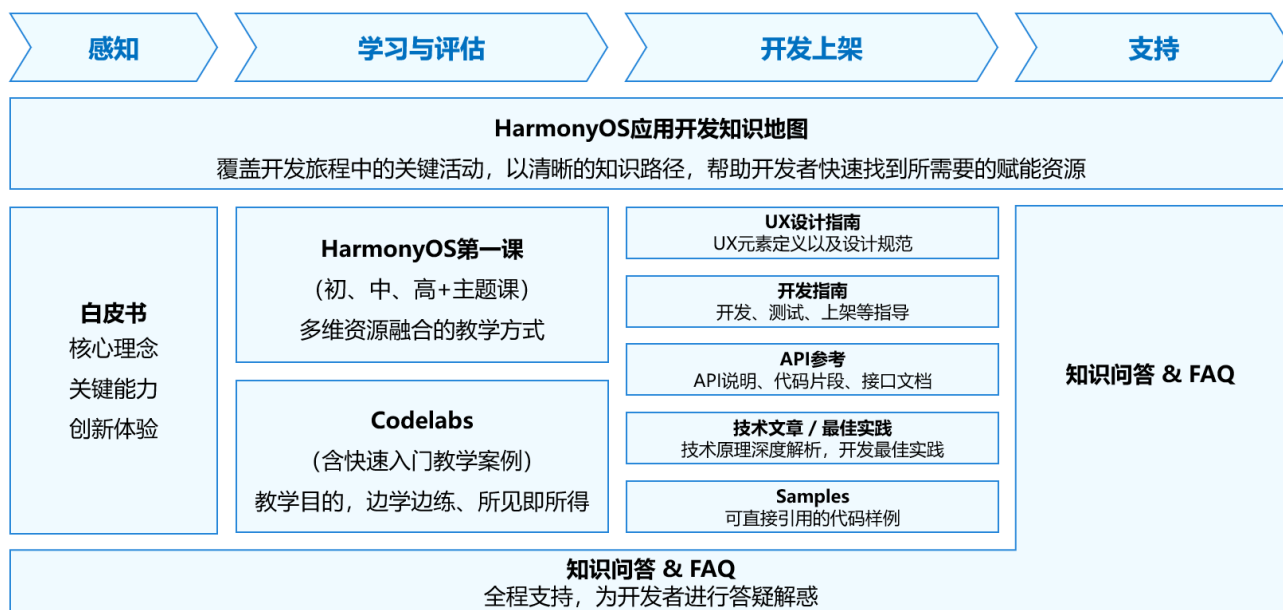 感知
学习与评估
开发上架
支持
HarmonyOS应用开发知识地图
覆盖开发旅程中的关键活动，以清晰的知识路径，帮助开发者快速找到所需要的赋能资源
白皮书
核心理念
关键能力
创新体验
HarmonyOS第一课
（初、中、高+主题课）
多维资源融合的教学方式
Codelabs
（含快速入门教学案例）
教学目的，边学边练、所见即所得
UX设计指南
UX元素定义以及设计规范
开发指南
开发、测试、上架等指导
API参考
API说明、代码片段、接口文档
技术文章 / 最佳实践
技术原理深度解析，开发最佳实践
Samples
可直接引用的代码样例
知识问答 & FAQ
知识问答 & FAQ
全程支持，为开发者进行答疑解惑